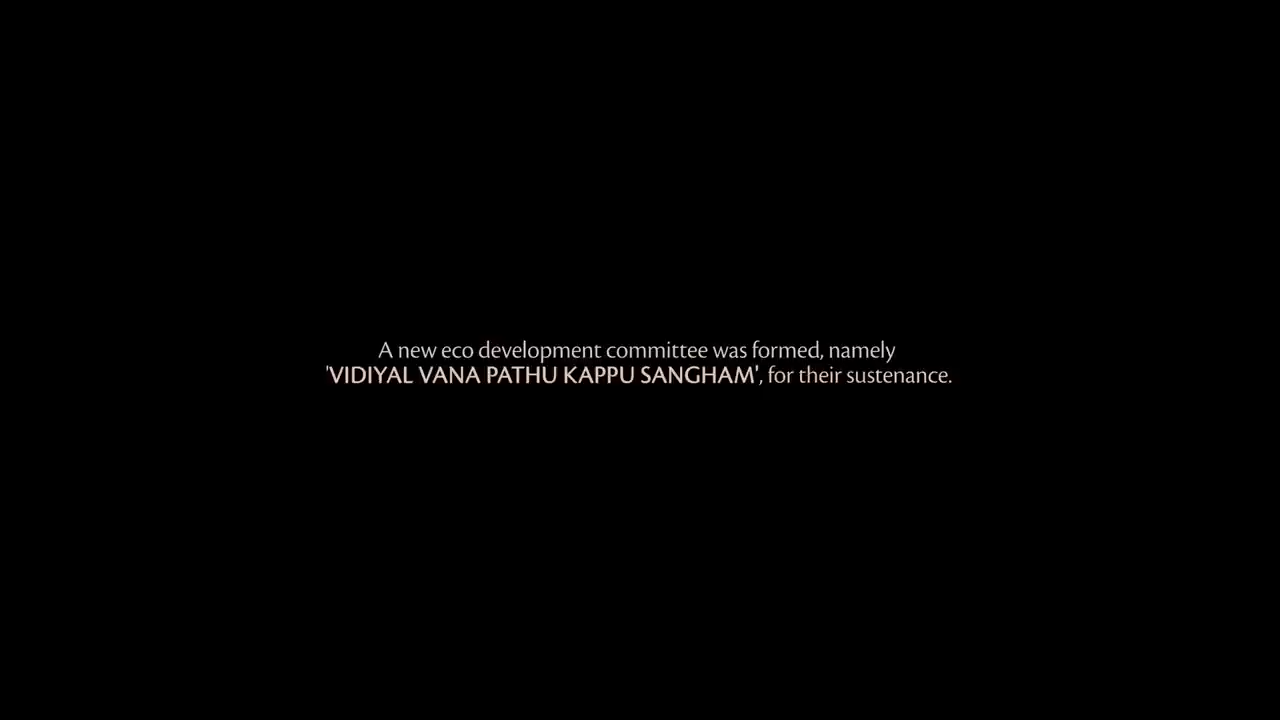 A new eco development committee was formed, namely
'VIDIYAL VANA PATHU KAPPU SANGHAM', for their sustenance.